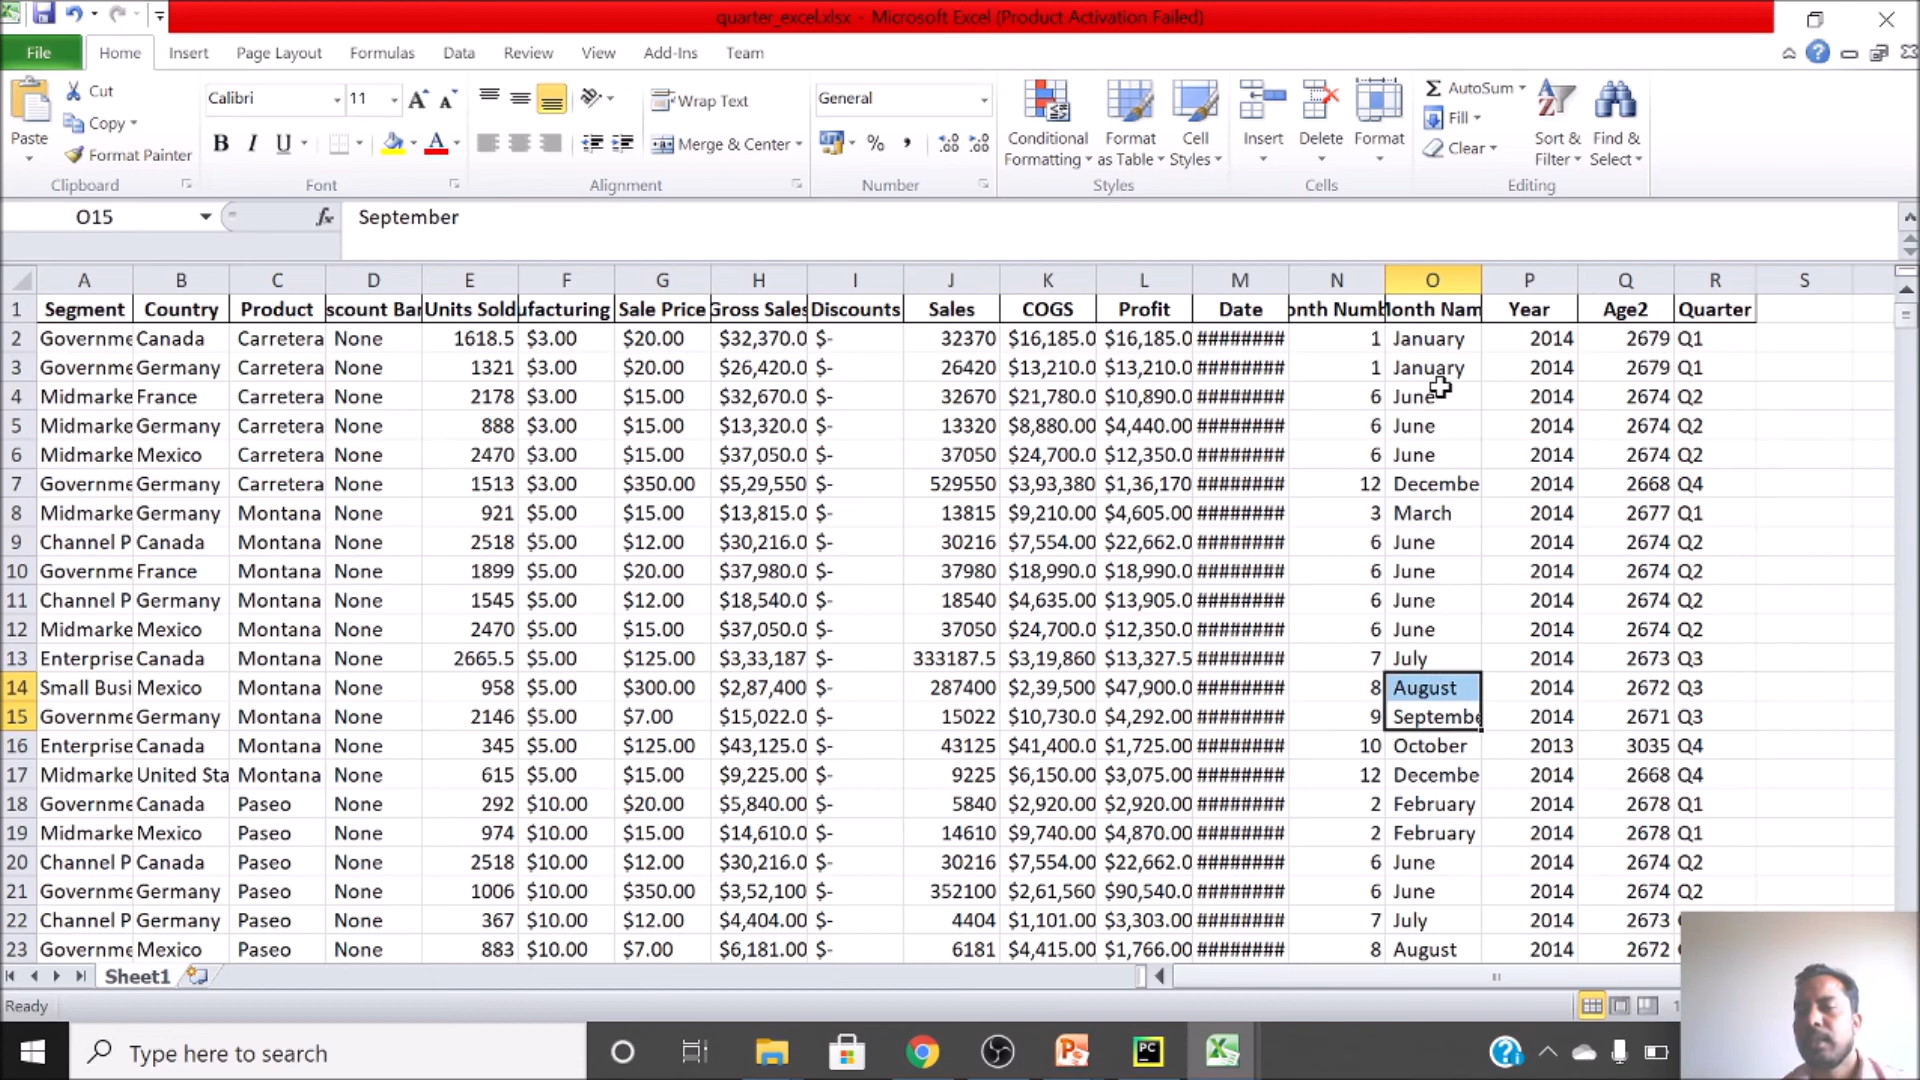 quarter_excel.xlsx - Microsoft Excel (Product Activation Failed)
File Home Insert Page Layout Formulas Data Review View Add-Ins Team
Paste Cut Copy Format Painter Clipboard
Calibri 11 B I U Font
Wrap Text Merge & Center Alignment
General % , Number
Conditional Formatting Format as Table Cell Styles Styles
Insert Delete Format Cells
Σ AutoSum Fill Clear Sort & Filter Find & Select Editing
O15 fx September
A B C D E F G H I J K L M N O P Q R S
1 Segment Country Product scount Ban Units Sold ufacturing Sale Price Gross Sales Discounts Sales COGS Profit Date onth Numb Month Nam Year Age2 Quarter
2 Governme Canada Carretera None 1618.5 $3.00 $20.00 $32,370.0 $- 32370 $16,185.0 $16,185.0 ######## 1 January 2014 2679 Q1
3 Governme Germany Carretera None 1321 $3.00 $20.00 $26,420.0 $- 26420 $13,210.0 $13,210.0 ######## 1 January 2014 2679 Q1
4 Midmarke France Carretera None 2178 $3.00 $15.00 $32,670.0 $- 32670 $21,780.0 $10,890.0 ######## 6 June 2014 2674 Q2
5 Midmarke Germany Carretera None 888 $3.00 $15.00 $13,320.0 $- 13320 $8,880.00 $4,440.00 ######## 6 June 2014 2674 Q2
6 Midmarke Mexico Carretera None 2470 $3.00 $15.00 $37,050.0 $- 37050 $24,700.0 $12,350.0 ######## 6 June 2014 2674 Q2
7 Governme Germany Carretera None 1513 $3.00 $350.00 $5,29,550 $- 529550 $3,93,380 $1,36,170 ######## 12 Decembe 2014 2668 Q4
8 Midmarke Germany Montana None 921 $5.00 $15.00 $13,815.0 $- 13815 $9,210.00 $4,605.00 ######## 3 March 2014 2677 Q1
9 Channel P Canada Montana None 2518 $5.00 $12.00 $30,216.0 $- 30216 $7,554.00 $22,662.0 ######## 6 June 2014 2674 Q2
10 Governme France Montana None 1899 $5.00 $20.00 $37,980.0 $- 37980 $18,990.0 $18,990.0 ######## 6 June 2014 2674 Q2
11 Channel P Germany Montana None 1545 $5.00 $12.00 $18,540.0 $- 18540 $4,635.00 $13,905.0 ######## 6 June 2014 2674 Q2
12 Midmarke Mexico Montana None 2470 $5.00 $15.00 $37,050.0 $- 37050 $24,700.0 $12,350.0 ######## 6 June 2014 2674 Q2
13 Enterprise Canada Montana None 2665.5 $5.00 $125.00 $3,33,187 $- 333187.5 $3,19,860 $13,327.5 ######## 7 July 2014 2673 Q3
14 Small Busi Mexico Montana None 958 $5.00 $300.00 $2,87,400 $- 287400 $2,39,500 $47,900.0 ######## 8 August 2014 2672 Q3
15 Governme Germany Montana None 2146 $5.00 $7.00 $15,022.0 $- 15022 $10,730.0 $4,292.00 ######## 9 Septembe 2014 2671 Q3
16 Enterprise Canada Montana None 345 $5.00 $125.00 $43,125.0 $- 43125 $41,400.0 $1,725.00 ######## 10 October 2013 3035 Q4
17 Midmarke United Sta Montana None 615 $5.00 $15.00 $9,225.00 $- 9225 $6,150.00 $3,075.00 ######## 12 Decembe 2014 2668 Q4
18 Governme Canada Paseo None 292 $10.00 $20.00 $5,840.00 $- 5840 $2,920.00 $2,920.00 ######## 2 February 2014 2678 Q1
19 Midmarke Mexico Paseo None 974 $10.00 $15.00 $14,610.0 $- 14610 $9,740.00 $4,870.00 ######## 2 February 2014 2678 Q1
20 Channel P Canada Paseo None 2518 $10.00 $12.00 $30,216.0 $- 30216 $7,554.00 $22,662.0 ######## 6 June 2014 2674 Q2
21 Governme Germany Paseo None 1006 $10.00 $350.00 $3,52,100 $- 352100 $2,61,560 $90,540.0 ######## 6 June 2014 2674 Q2
22 Channel P Germany Paseo None 367 $10.00 $12.00 $4,404.00 $- 4404 $1,101.00 $3,303.00 ######## 7 July 2014 2673
23 Governme Mexico Paseo None 883 $10.00 $7.00 $6,181.00 $- 6181 $4,415.00 $1,766.00 ######## 8 August 2014 2672
Sheet1
Ready
Type here to search